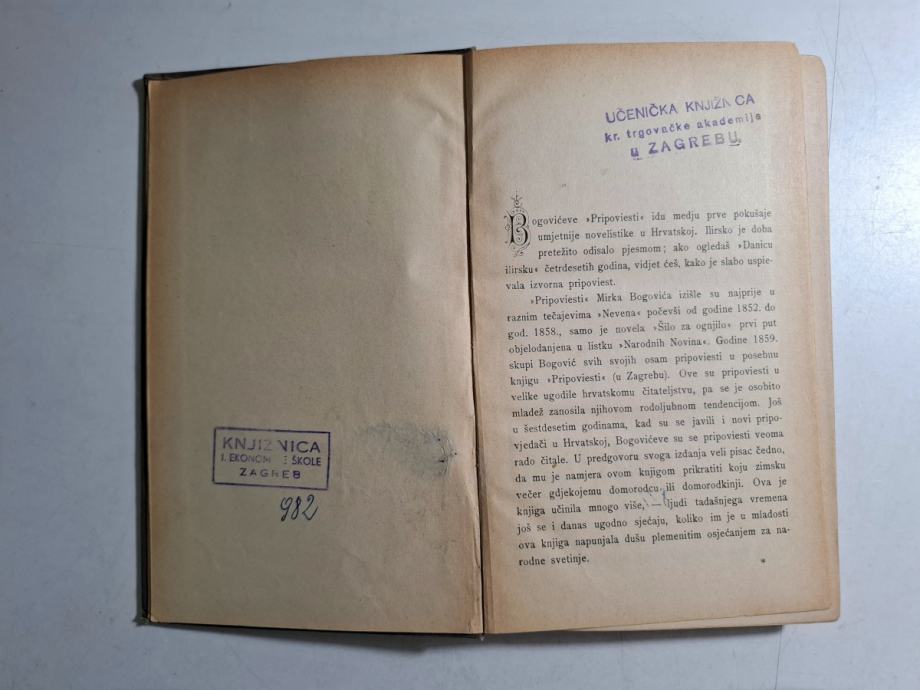 KNJIŽNICA
I. EKONOMSKE ŠKOLE
ZAGREB
982
UČENIČKA KNJIŽNICA
kr. trgovačke akademije
u ZAGREBU
Bogovićeve »Pripoviesti« idu medju prve pokušaje
umjetnije novelistike u Hrvatskoj. Ilirsko je doba
pretežito odisalo pjesmom; ako ogledaš »Danicu
ilirsku« četrdesetih godina, vidjet ćeš, kako je slabo uspie-
vala izvorna pripoviest.
»Pripoviesti« Mirka Bogovića izišle su najprije u
raznim tečajevima »Nevena« počevši od godine 1852. do
god. 1858., samo je novela »Šilo za ognjilo« prvi put
objelodanjena u listku »Narodnih Novina«. Godine 1859.
skupi Bogović svih svojih osam pripoviesti u posebnu
knjigu »Pripoviesti« (u Zagrebu). Ove su pripoviesti u
velike ugodile hrvatskomu čitateljstvu, pa se je osobito
mladež zanosila njihovom rodoljubnom tendencijom. Još
u šestdesetim godinama, kad su se javili i novi pripo-
vjedači u Hrvatskoj, Bogovićeve su se pripoviesti veoma
rado čitale. U predgovoru svoga izdanja veli pisac čedno,
da mu je namjera ovom knjigom prikratiti koju zimsku
večer gdjekojemu domorodcu ili domorodkinji. Ova je
knjiga učinila mnogo više, — ljudi tadašnjega vremena
još se i danas ugodno sjećaju, koliko im je u mladosti
ova knjiga napunjala dušu plemenitim osjećanjem za na-
rodne svetinje.
*